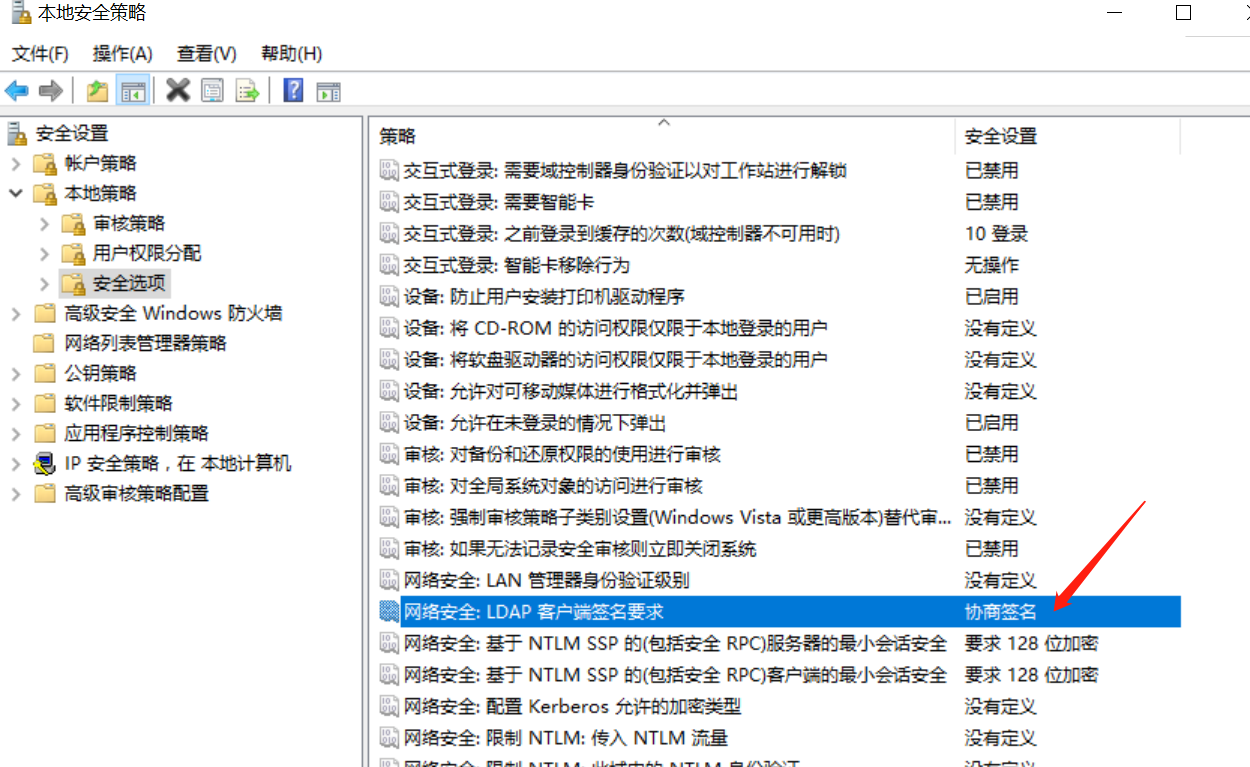 本地安全策略
文件(F) 操作(A) 查看(V) 帮助(H)
安全设置
帐户策略
本地策略
审核策略
用户权限分配
安全选项
高级安全 Windows 防火墙
网络列表管理器策略
公钥策略
软件限制策略
应用程序控制策略
IP 安全策略，在 本地计算机
高级审核策略配置
策略 安全设置
交互式登录: 需要域控制器身份验证以对工作站进行解锁 已禁用
交互式登录: 需要智能卡 已禁用
交互式登录: 之前登录到缓存的次数(域控制器不可用时) 10 登录
交互式登录: 智能卡移除行为 无操作
设备: 防止用户安装打印机驱动程序 已启用
设备: 将 CD-ROM 的访问权限仅限于本地登录的用户 没有定义
设备: 将软盘驱动器的访问权限仅限于本地登录的用户 没有定义
设备: 允许对可移动媒体进行格式化并弹出 没有定义
设备: 允许在未登录的情况下弹出 已启用
审核: 对备份和还原权限的使用进行审核 已禁用
审核: 对全局系统对象的访问进行审核 已禁用
审核: 强制审核策略子类别设置(Windows Vista 或更高版本)替代审... 没有定义
审核: 如果无法记录安全审核则立即关闭系统 已禁用
网络安全: LAN 管理器身份验证级别 没有定义
网络安全: LDAP 客户端签名要求 协商签名
网络安全: 基于 NTLM SSP 的(包括安全 RPC)服务器的最小会话安全 要求 128 位加密
网络安全: 基于 NTLM SSP 的(包括安全 RPC)客户端的最小会话安全 要求 128 位加密
网络安全: 配置 Kerberos 允许的加密类型 没有定义
网络安全: 限制 NTLM: 传入 NTLM 流量 没有定义
网络安全: 限制 NTLM: 此域中的 NTLM 身份验证 没有定义